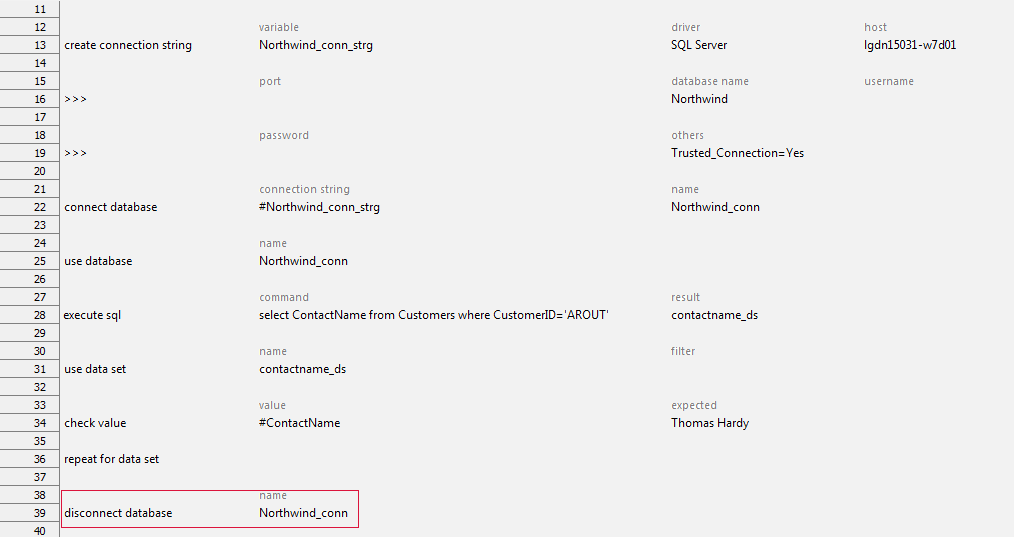 11
12 variable driver host
13 create connection string Northwind_conn_strg SQL Server lgdn15031-w7d01
14
15 port database name username
16 >>> Northwind
17
18 password others
19 >>> Trusted_Connection=Yes
20
21 connection string name
22 connect database #Northwind_conn_strg Northwind_conn
23
24 name
25 use database Northwind_conn
26
27 command result
28 execute sql select ContactName from Customers where CustomerID='AROUT' contactname_ds
29
30 name filter
31 use data set contactname_ds
32
33 value expected
34 check value #ContactName Thomas Hardy
35
36 repeat for data set
37
38 name
39 disconnect database Northwind_conn
40